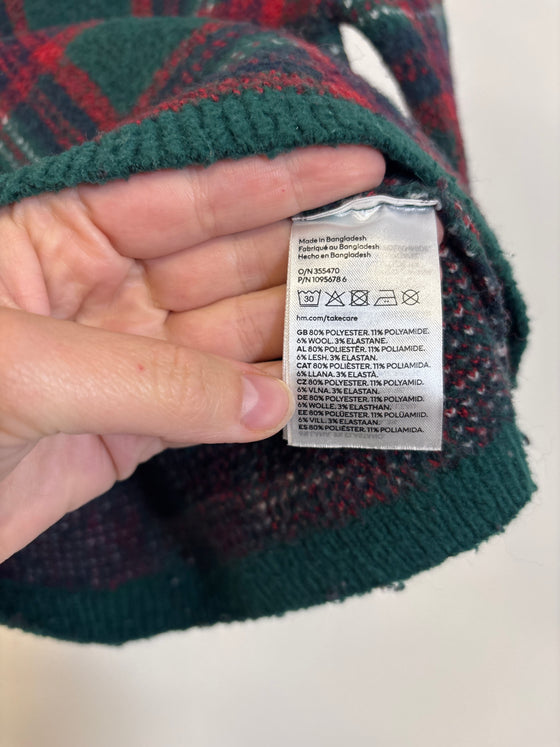 Made in Bangladesh
Fabriqué au Bangladesh
Hecho en Bangladesh
O/N 355470
P/N 1095678 6
30
hm.com/takecare
GB 80% POLYESTER. 11% POLYAMIDE.
6% WOOL. 3% ELASTANE.
AL 80% POLIESTËR. 11% POLIAMIDE.
6% LESH. 3% ELASTAN.
CAT 80% POLIÈSTER. 11% POLIAMIDA.
6% LLANA. 3% ELASTÀ.
CZ 80% POLYESTER. 11% POLYAMID.
6% VLNA. 3% ELASTAN.
DE 80% POLYESTER. 11% POLYAMID.
6% WOLLE. 3% ELASTHAN.
EE 80% POLÜESTER. 11% POLÜAMIID.
6% VILL. 3% ELASTAAN.
ES 80% POLIÉSTER. 11% POLIAMIDA.